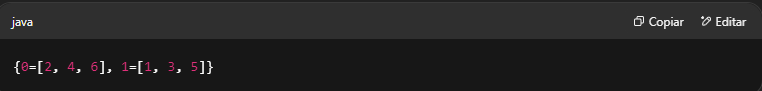 java Copiar Editar
{0=[2, 4, 6], 1=[1, 3, 5]}